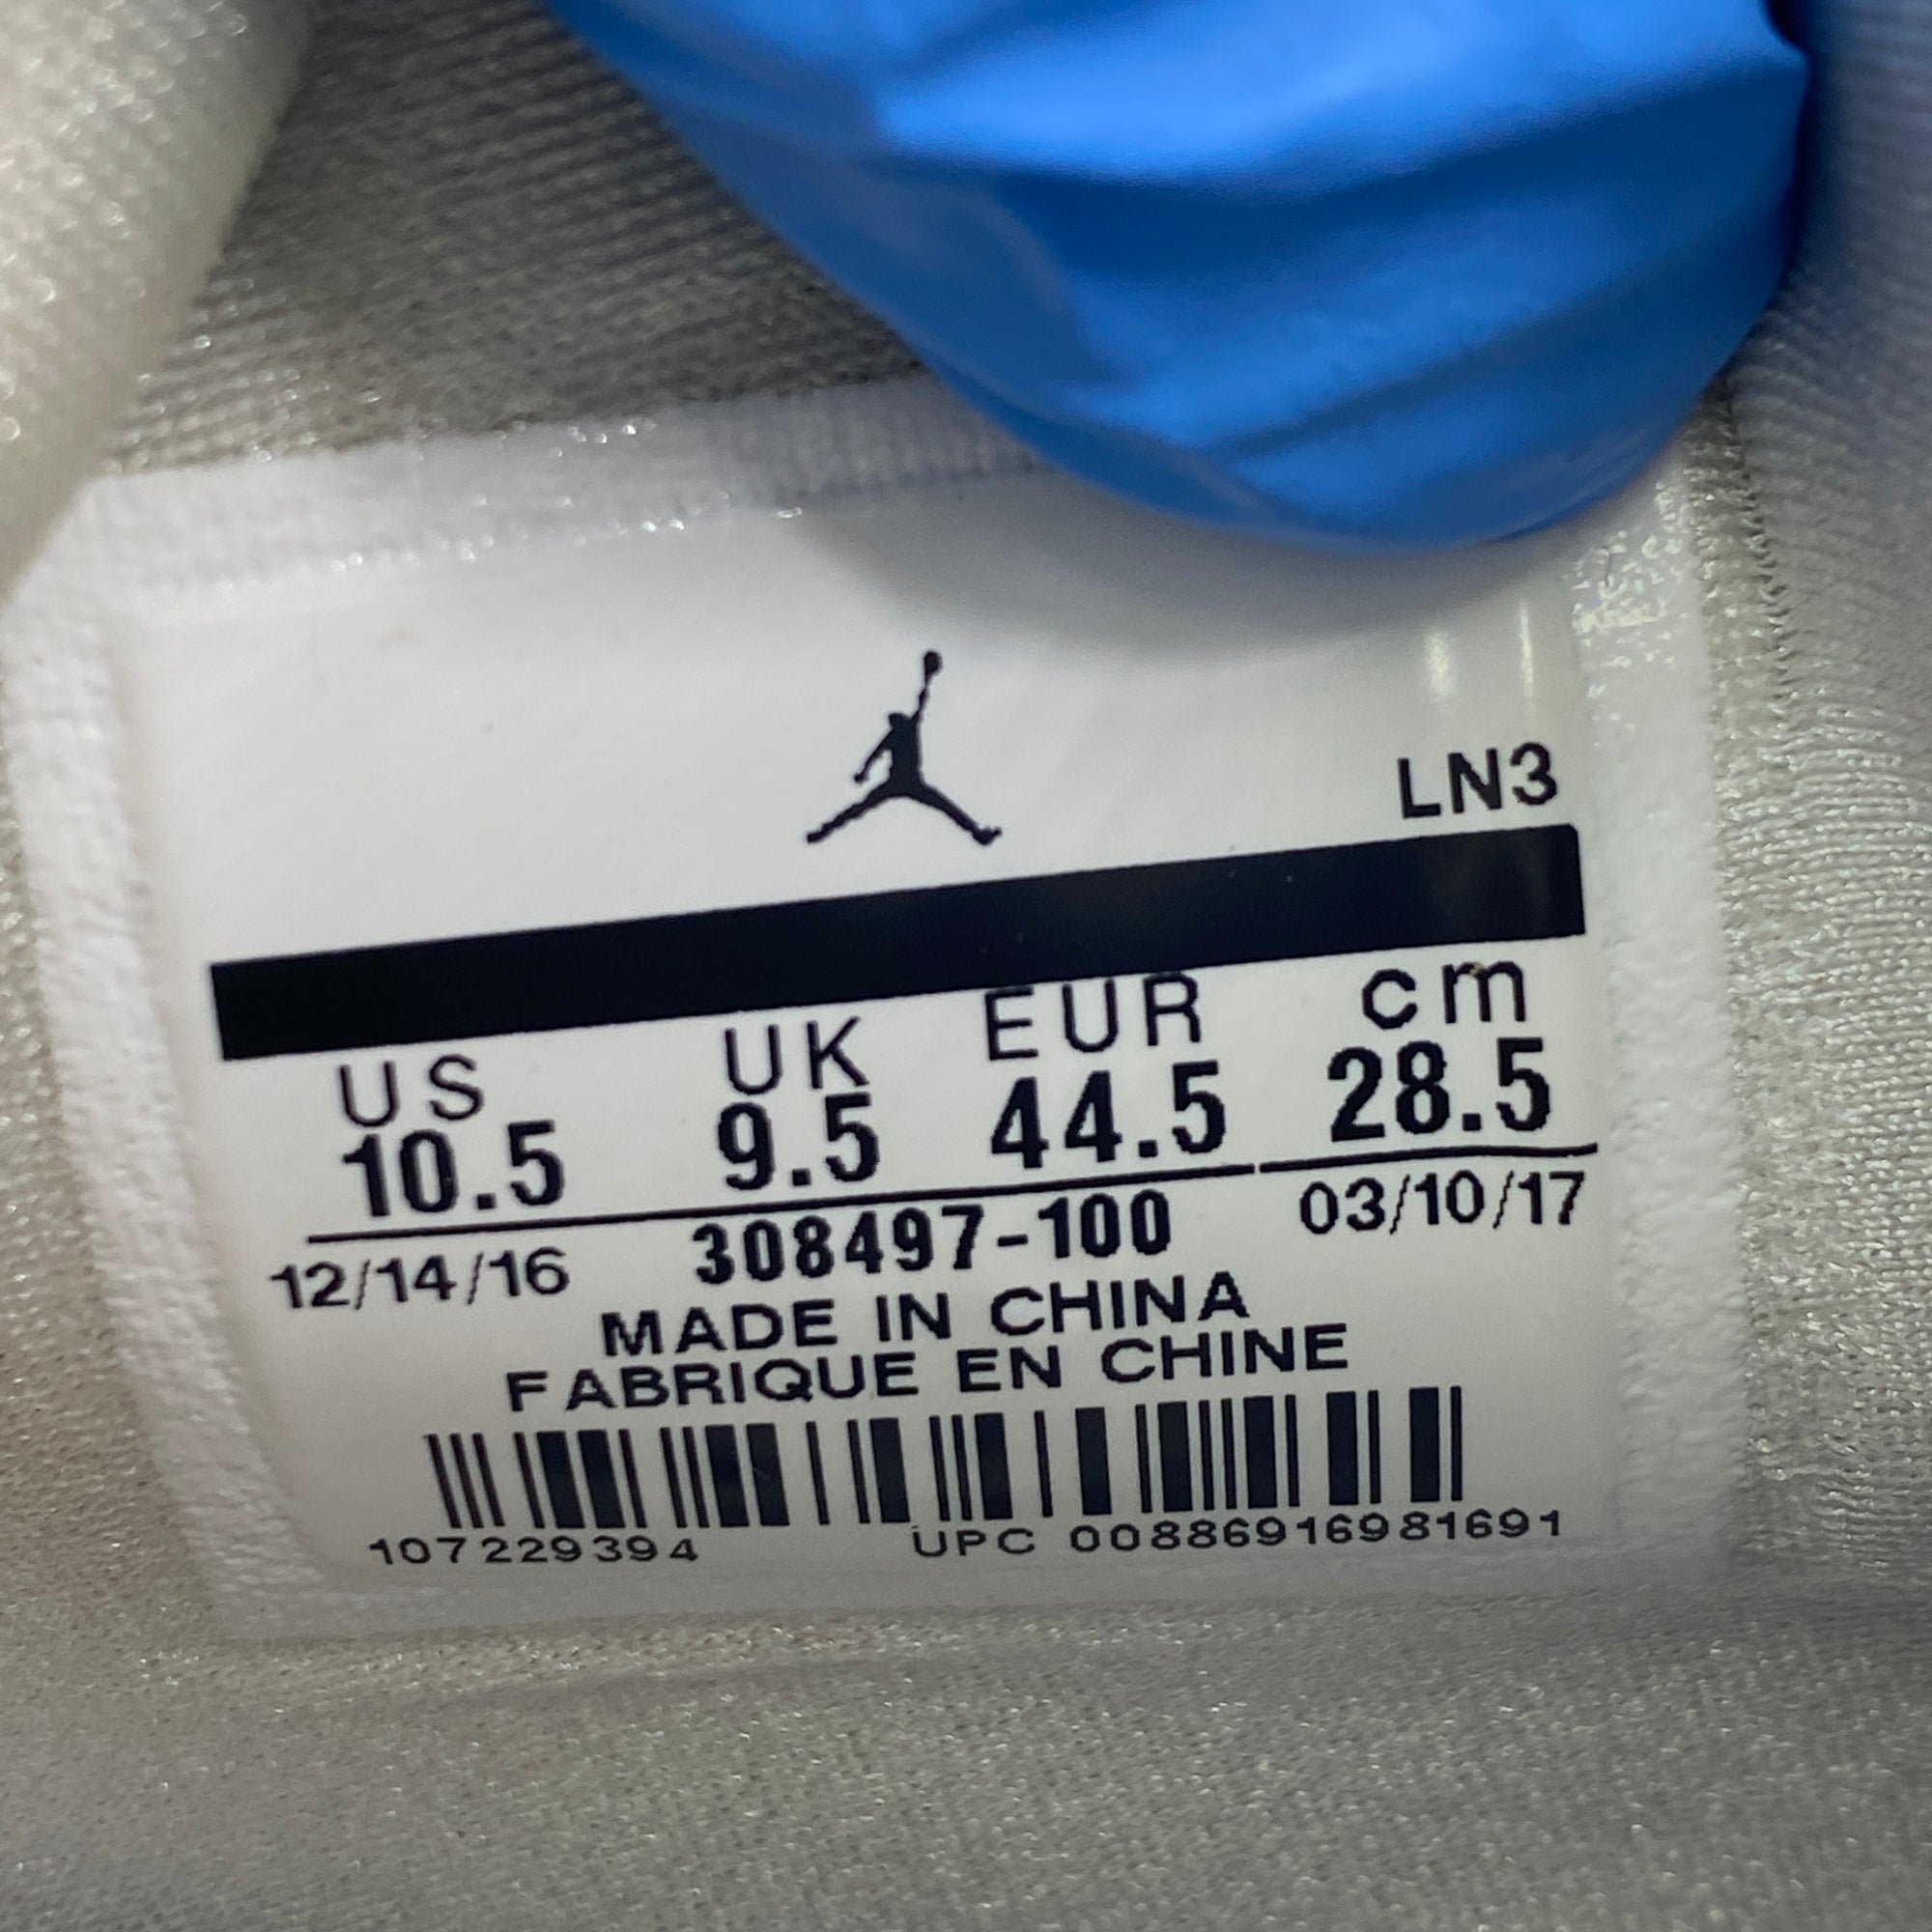 LN3
US UK EUR cm
10.5 9.5 44.5 28.5
12/14/16 308497-100 03/10/17
MADE IN CHINA
FABRIQUE EN CHINE
107229394 UPC 00886916981691